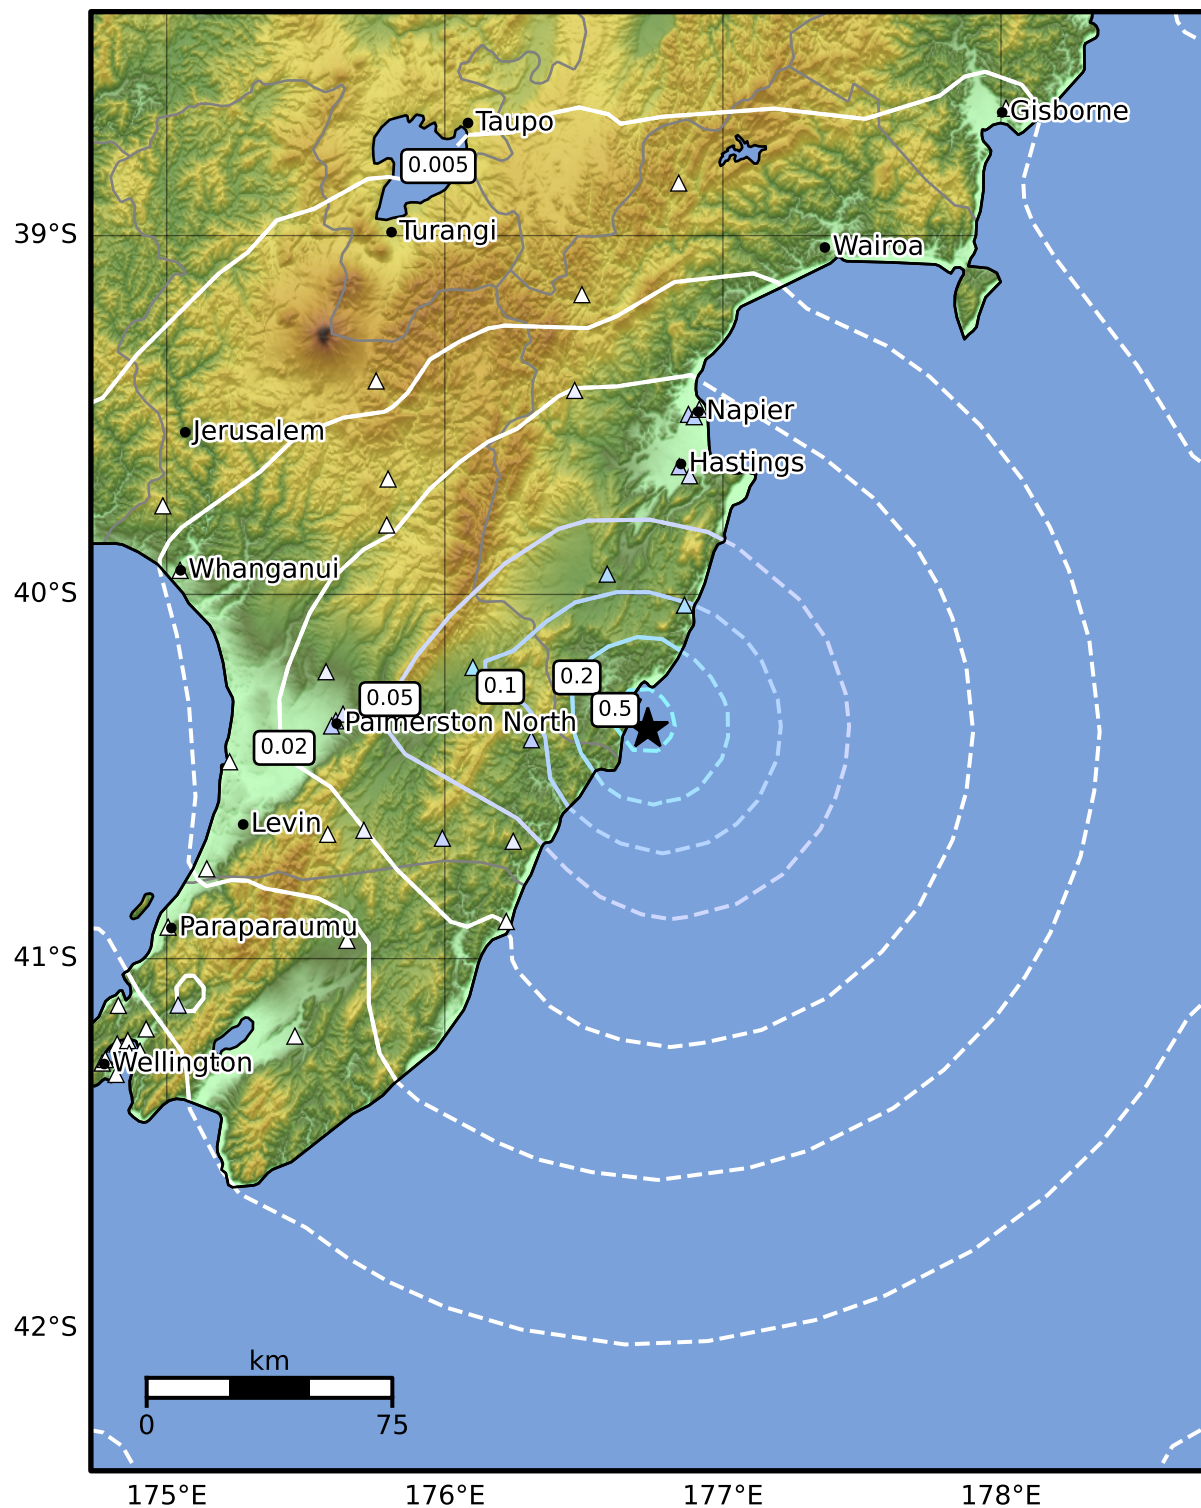 Gisborne
Taupo
0.005
Turangi
39°S
Wairoa
Napier
Jerusalem
Hastings
Whanganui
40°S
0.2
0.1
0.05
0.5
Palmerston North
0.02
Levin
Paraparaumu
41°S
Wellington
42°S
km
0
75
175°E
176°E
177°E
178°E